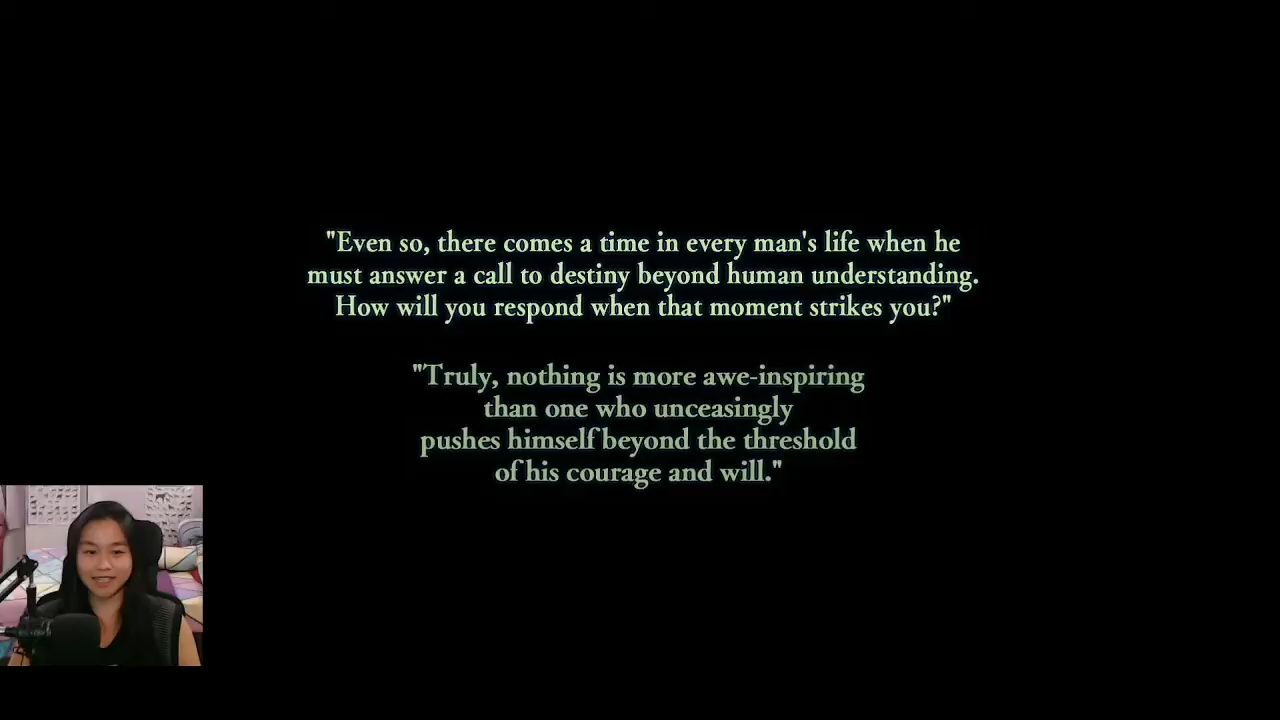 "Even so, there comes a time in every man's life when he
must answer a call to destiny beyond human understanding.
How will you respond when that moment strikes you?"
"Truly, nothing is more awe-inspiring
than one who unceasingly
pushes himself beyond the threshold
of his courage and will."